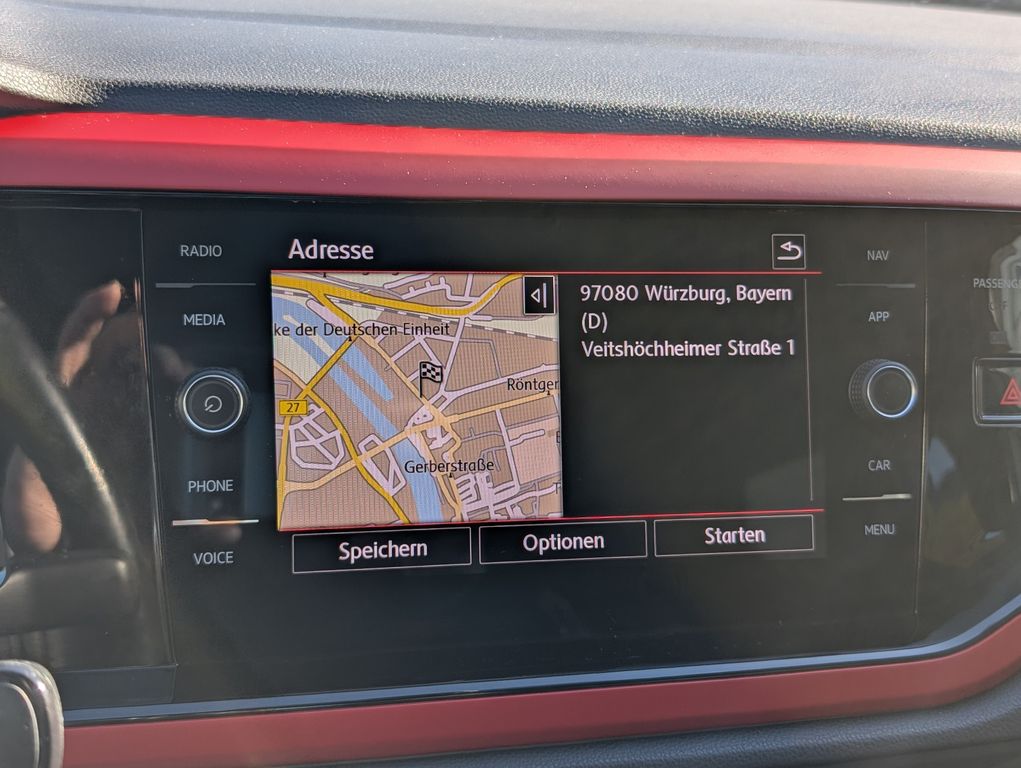 RADIO
Adresse
NAV
MEDIA
97080 Würzburg, Bayern
(D)
Veitshöchheimer Straße 1
APP
ke der Deutschen Einheit
Röntgen
27
Gerberstraße
PHONE
CAR
VOICE
Speichern
Optionen
Starten
MENU
PASSENGE